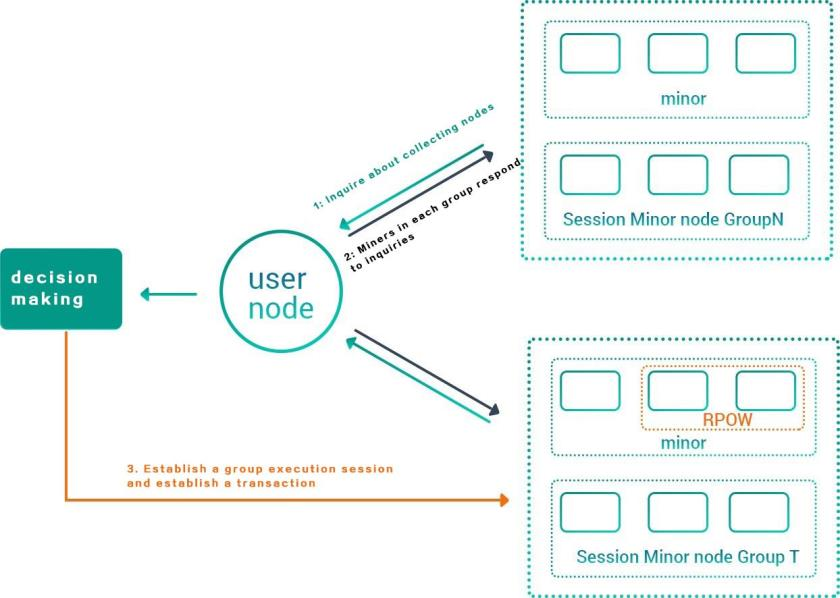 minor
Session Minor node GroupN
1: Inquire about collecting nodes
2: Miners in each group respond
to inquiries
user
node
decision
making
RPOW
minor
3. Establish a group execution session
and establish a transaction
Session Minor node Group T